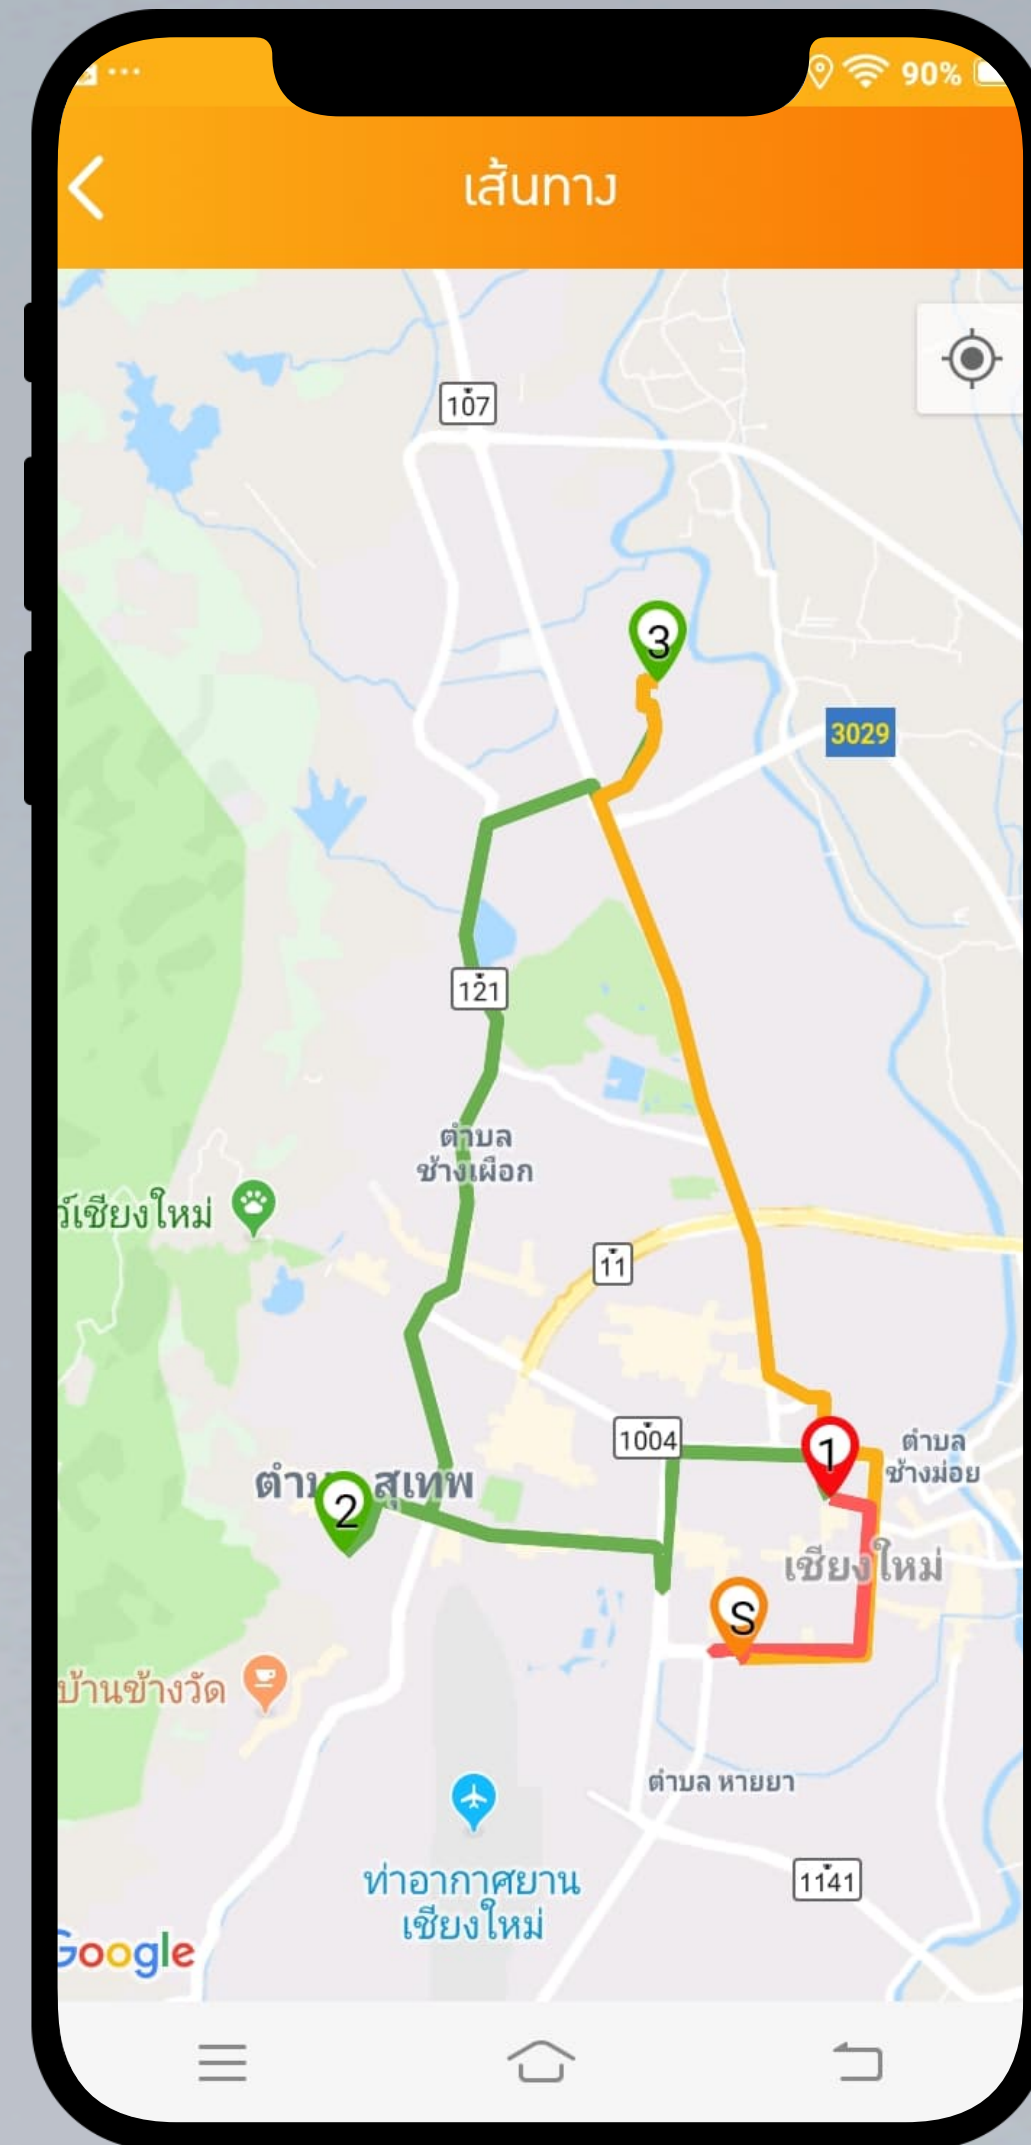 90%
เส้นทาง
107
3
3029
121
ตำบล
ช้างเผือก
ว์เชียงใหม่
11
1004
1
ตำบล
ช้างม่อย
สุเทพ
2
เชียงใหม่
S
บ้านข้างวัด
ตำบล หายยา
ท่าอากาศยาน
เชียงใหม่
1141
Google